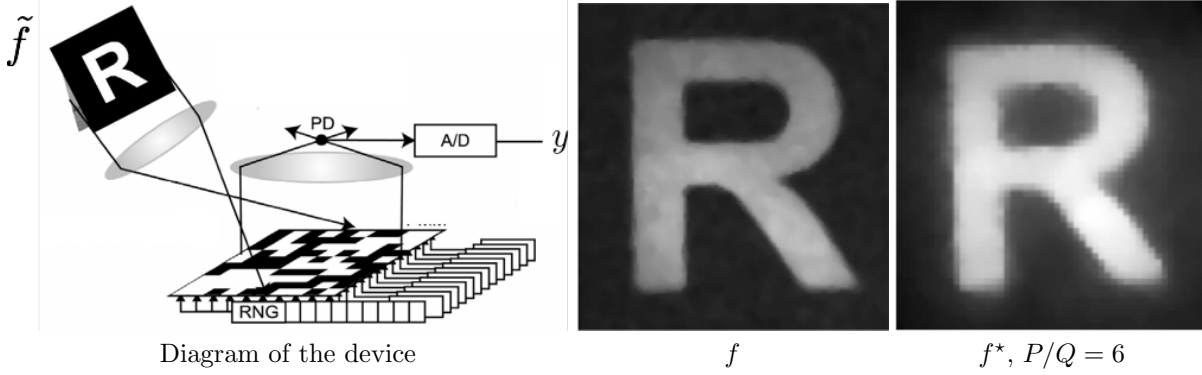 f̃
R
PD
A/D
y
RNG
R
R
Diagram of the device
f
f⋆, P/Q = 6